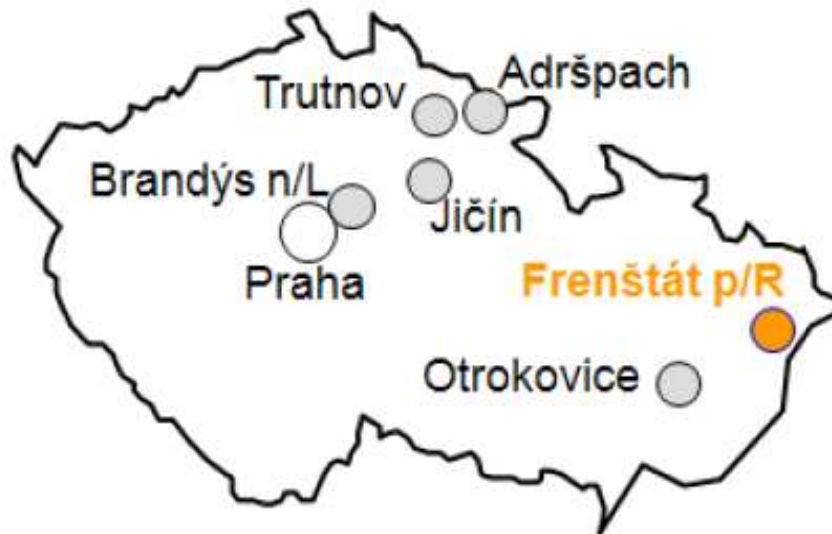 Adršpach
Trutnov
Brandýs n/L
Jičín
Praha
Frenštát p/R
Otrokovice